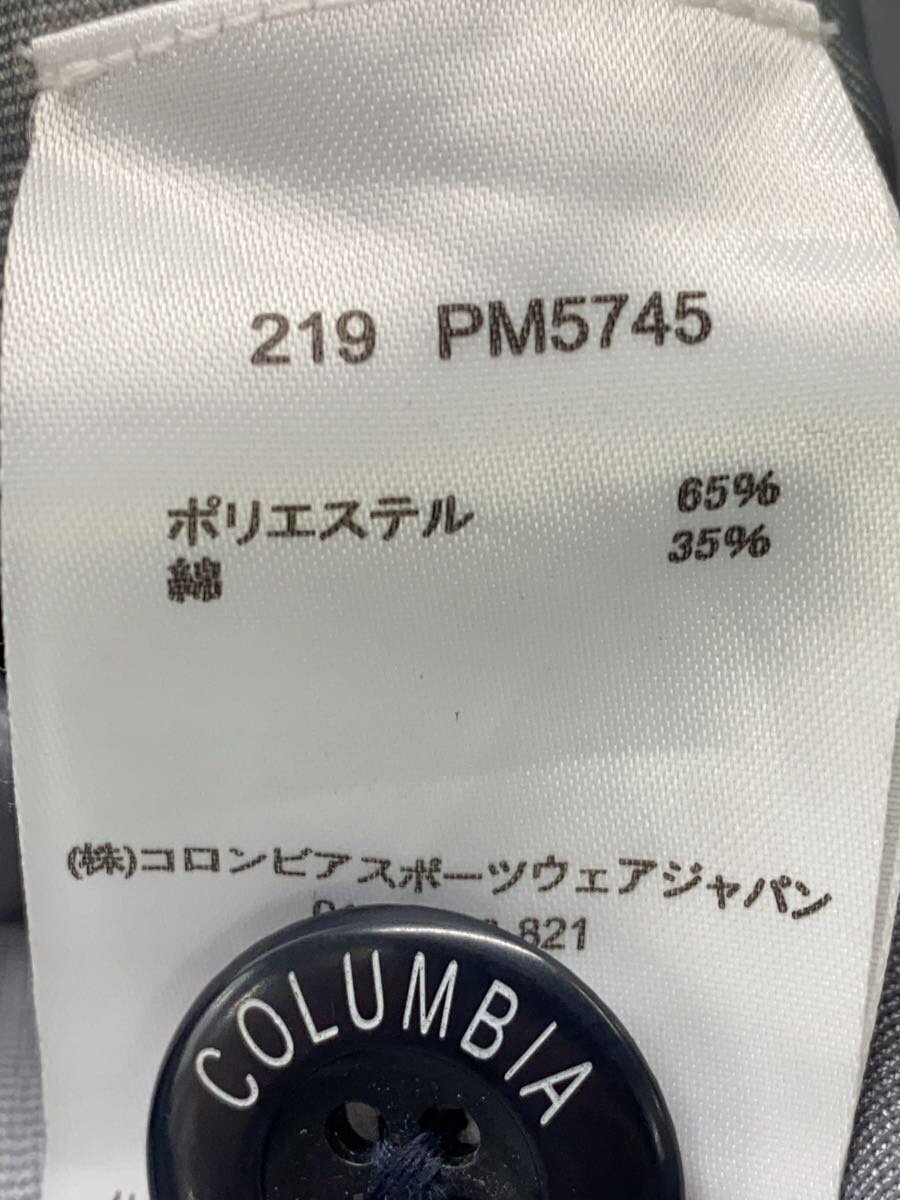 219 PM5745
ポリエステル 65%
綿 35%
(株)コロンビアスポーツウェアジャパン
821
COLUMBIA